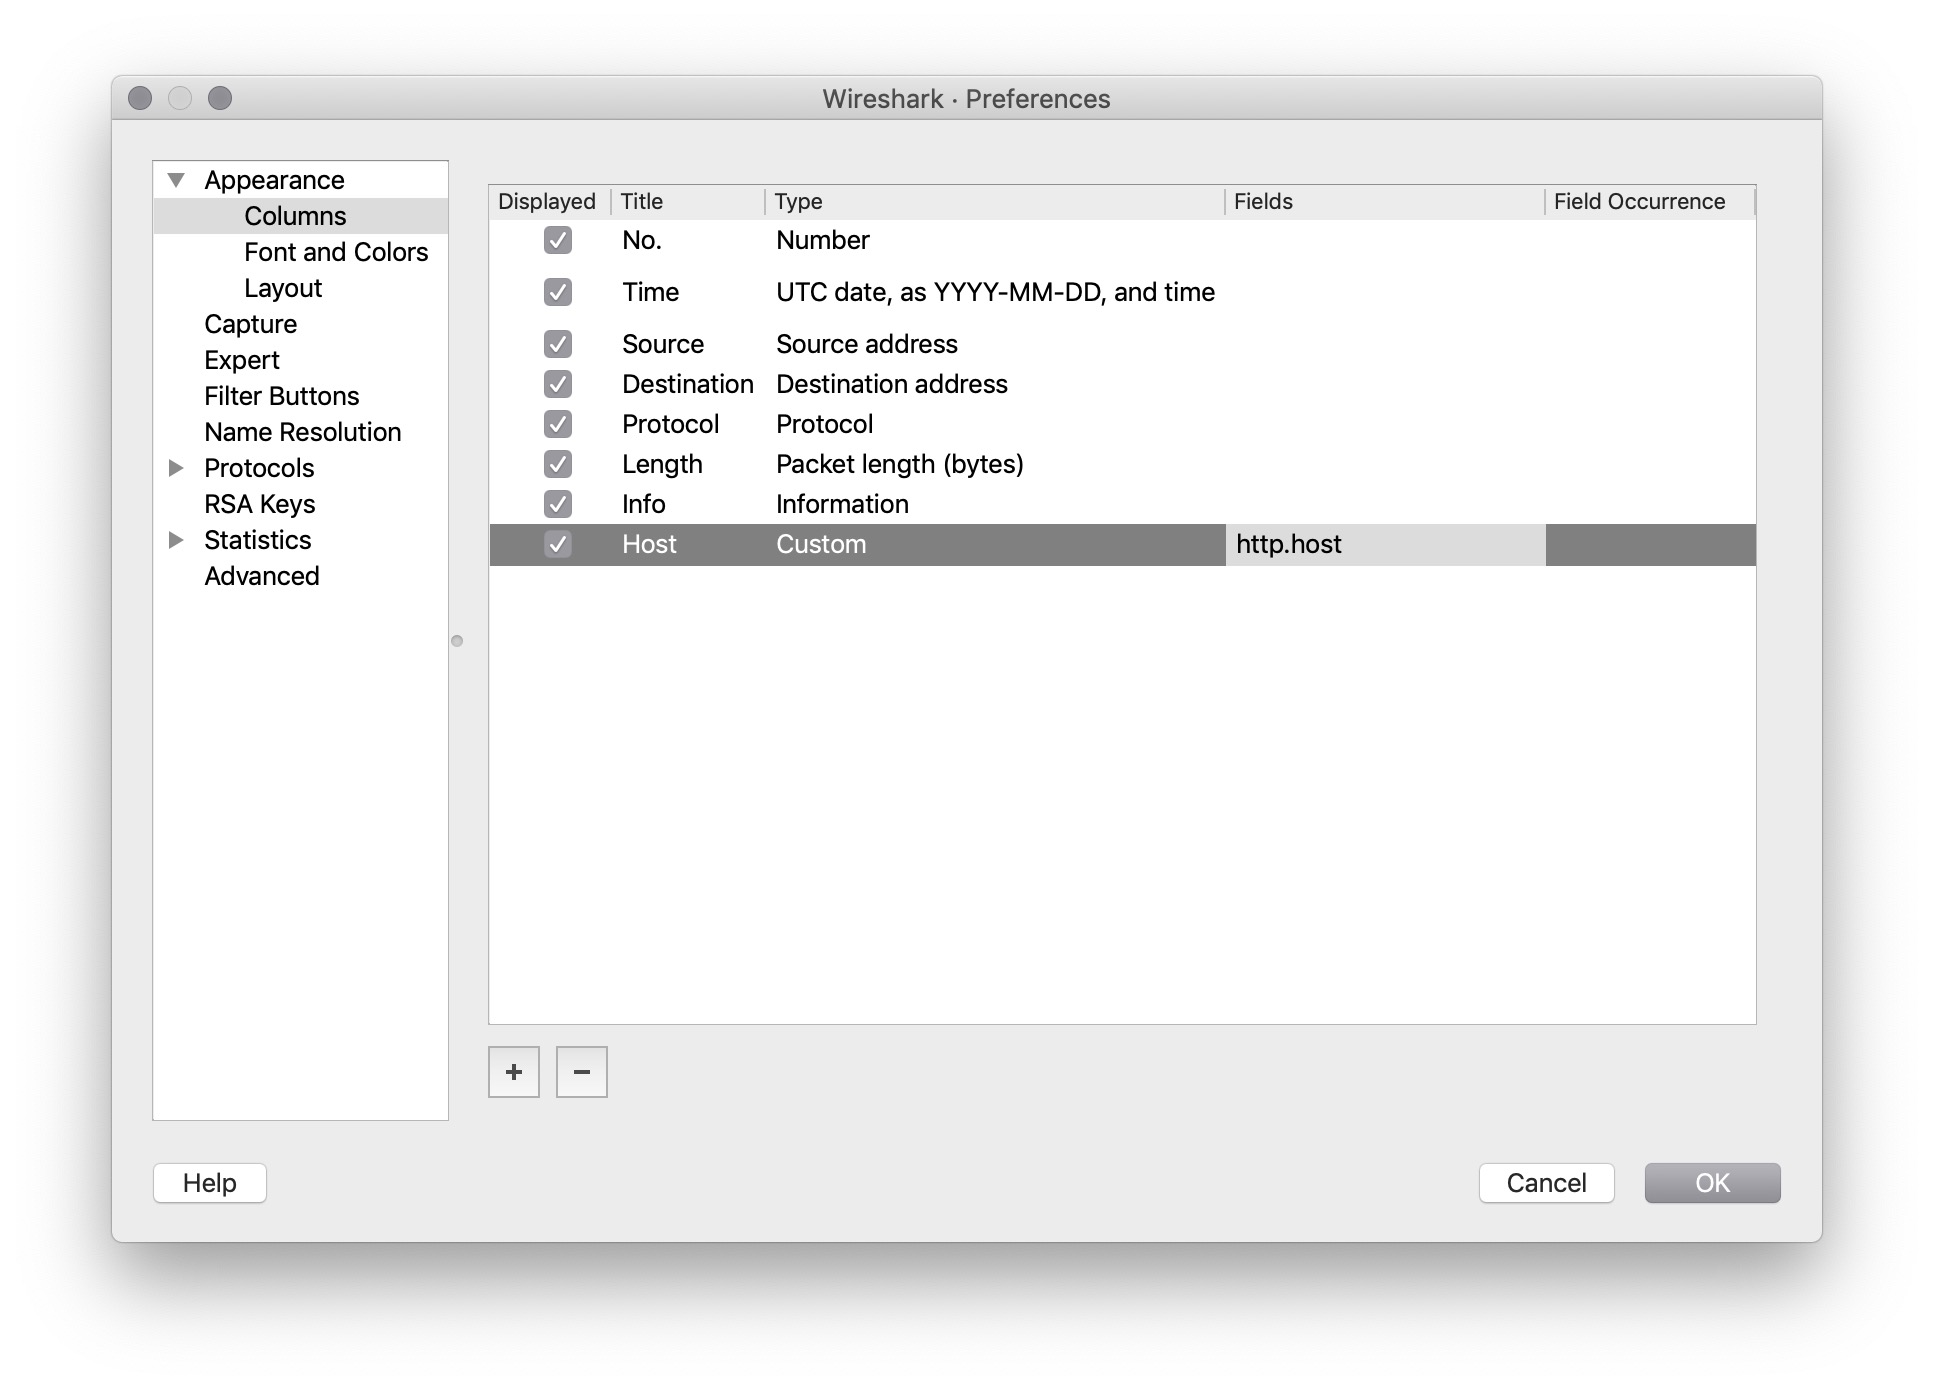 Wireshark · Preferences
Appearance
Columns
Font and Colors
Layout
Capture
Expert
Filter Buttons
Name Resolution
Protocols
RSA Keys
Statistics
Advanced
Displayed Title Type Fields Field Occurrence
No. Number
Time UTC date, as YYYY-MM-DD, and time
Source Source address
Destination Destination address
Protocol Protocol
Length Packet length (bytes)
Info Information
Host Custom http.host
+ −
Help Cancel OK